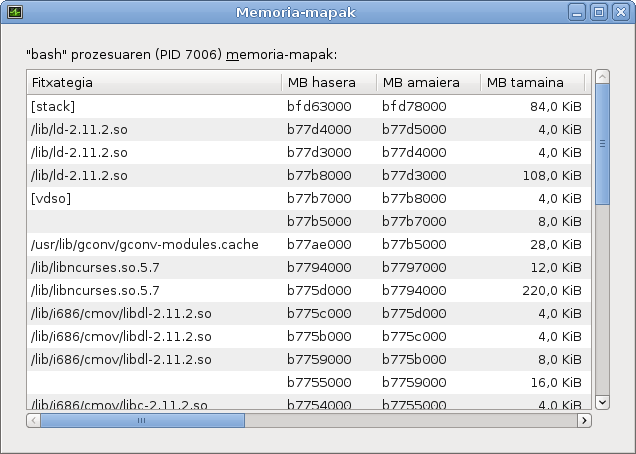 Memoria-mapak
"bash" prozesuaren (PID 7006) memoria-mapak:
Fitxategia MB hasera MB amaiera MB tamaina
[stack] bfd63000 bfd78000 84,0 KiB
/lib/ld-2.11.2.so b77d4000 b77d5000 4,0 KiB
/lib/ld-2.11.2.so b77d3000 b77d4000 4,0 KiB
/lib/ld-2.11.2.so b77b8000 b77d3000 108,0 KiB
[vdso] b77b7000 b77b8000 4,0 KiB
b77b5000 b77b7000 8,0 KiB
/usr/lib/gconv/gconv-modules.cache b77ae000 b77b5000 28,0 KiB
/lib/libncurses.so.5.7 b7794000 b7797000 12,0 KiB
/lib/libncurses.so.5.7 b775d000 b7794000 220,0 KiB
/lib/i686/cmov/libdl-2.11.2.so b775c000 b775d000 4,0 KiB
/lib/i686/cmov/libdl-2.11.2.so b775b000 b775c000 4,0 KiB
/lib/i686/cmov/libdl-2.11.2.so b7759000 b775b000 8,0 KiB
b7755000 b7759000 16,0 KiB
/lib/i686/cmov/libc-2.11.2.so b7754000 b7755000 4,0 KiB